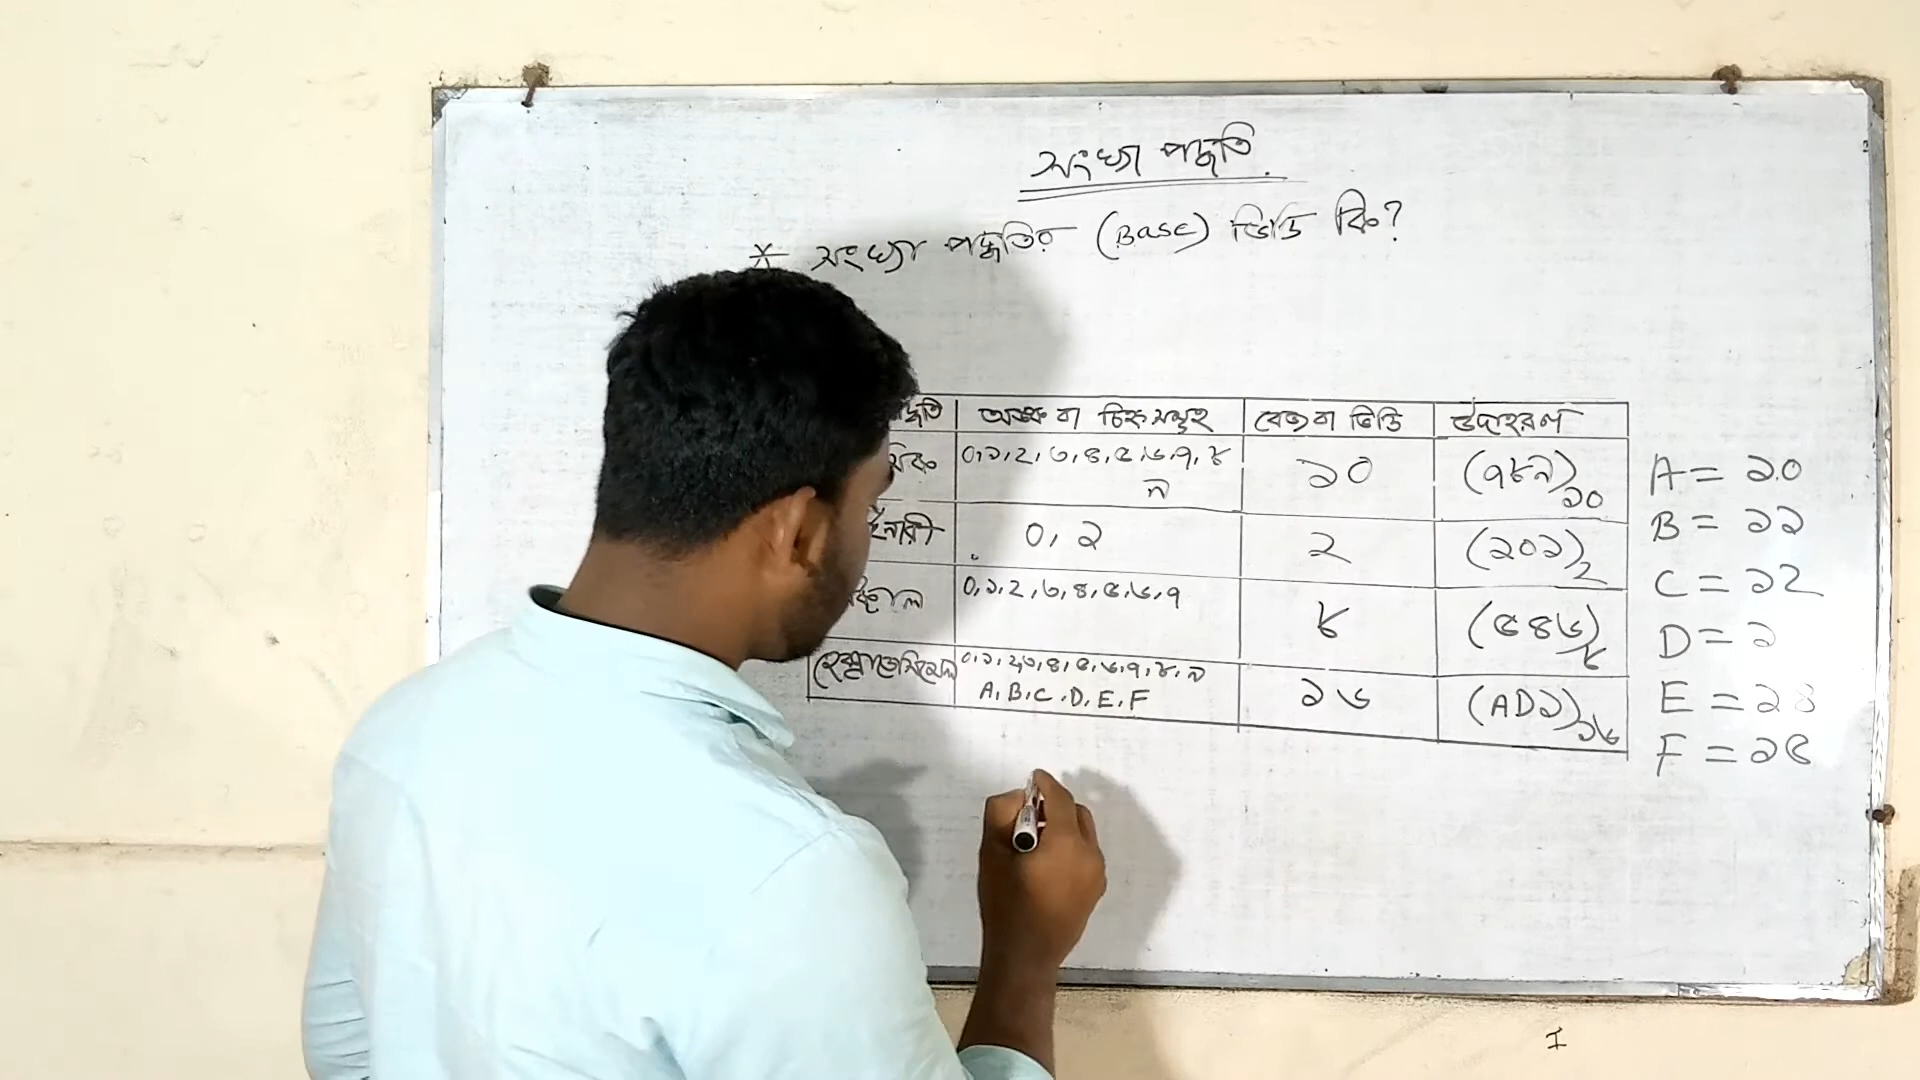 সংখ্যা পদ্ধতি
* সংখ্যা পদ্ধতির (Base) ভিত্তি কি?
অঙ্ক বা চিহ্নসমূহ বেজ বা ভিত্তি উদাহরণ
০,১,২,৩,৪,৫,৬,৭,৮ ১০ (৭৮৯)১০
৯
০,১ ২ (১০১)২
০,১,২,৩,৪,৫,৬,৭ ৮ (৫৪৬)৮
হেক্সাডেসিমেল ০,১,২,৩,৪,৫,৬,৭,৮,৯ ১৬ (AD১)১৬
A,B,C,D,E,F
A = ১০
B = ১১
C = ১২
D = ১
E = ১৪
F = ১৫